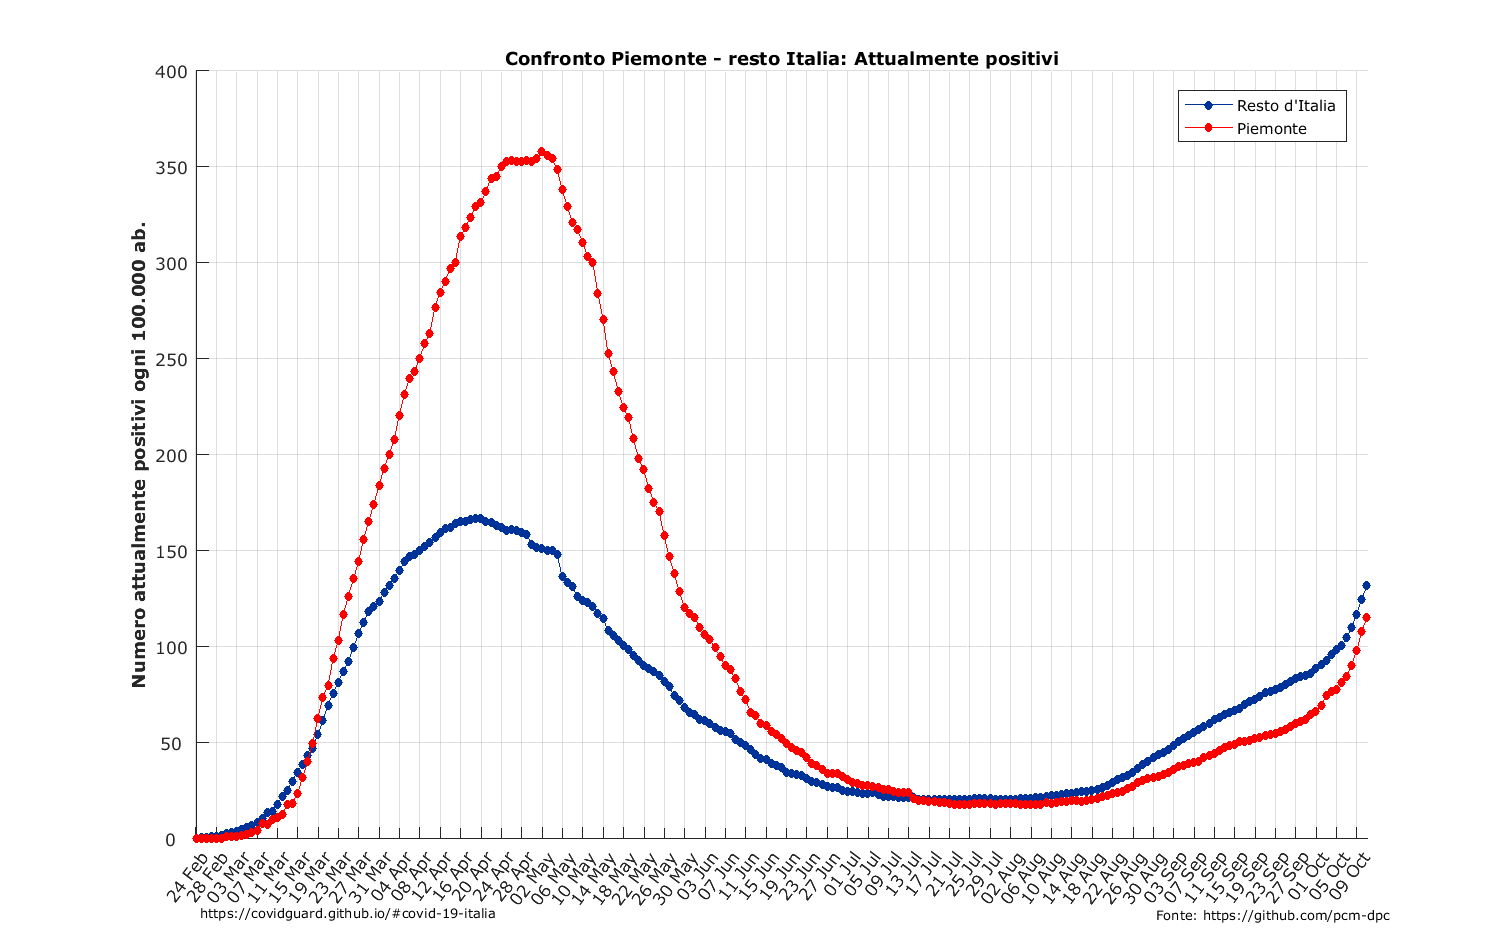 Confronto Piemonte - resto Italia: Attualmente positivi
Numero attualmente positivi ogni 100.000 ab.
400
350
300
250
200
150
100
50
0
Resto d'Italia
Piemonte
24 Feb
28 Feb
03 Mar
07 Mar
11 Mar
15 Mar
19 Mar
23 Mar
27 Mar
31 Mar
04 Apr
08 Apr
12 Apr
16 Apr
20 Apr
24 Apr
28 Apr
02 May
06 May
10 May
14 May
18 May
22 May
26 May
30 May
03 Jun
07 Jun
11 Jun
15 Jun
19 Jun
23 Jun
27 Jun
01 Jul
05 Jul
09 Jul
13 Jul
17 Jul
21 Jul
25 Jul
29 Jul
02 Aug
06 Aug
10 Aug
14 Aug
18 Aug
22 Aug
26 Aug
30 Aug
03 Sep
07 Sep
11 Sep
15 Sep
19 Sep
23 Sep
27 Sep
01 Oct
05 Oct
09 Oct
https://covidguard.github.io/#covid-19-italia
Fonte: https://github.com/pcm-dpc